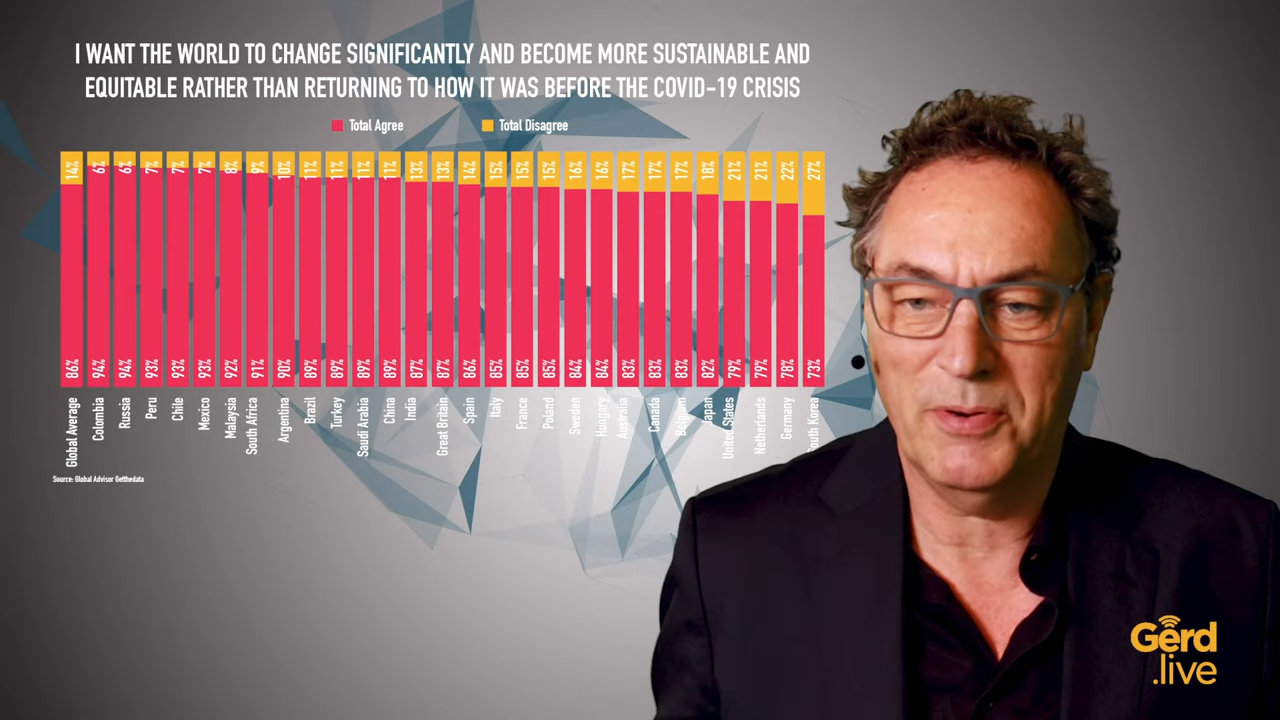 I WANT THE WORLD TO CHANGE SIGNIFICANTLY AND BECOME MORE SUSTAINABLE AND
EQUITABLE RATHER THAN RETURNING TO HOW IT WAS BEFORE THE COVID-19 CRISIS
Total Agree Total Disagree
14% 6% 6% 7% 7% 7% 8% 9% 10% 11% 11% 11% 11% 13% 13% 14% 15% 15% 15% 16% 16% 17% 17% 17% 18% 21% 21% 22% 27%
86% 94% 94% 93% 93% 93% 92% 91% 90% 89% 89% 89% 89% 87% 87% 86% 85% 85% 85% 84% 84% 83% 83% 83% 82% 79% 79% 78% 73%
Global Average
Colombia
Russia
Peru
Chile
Mexico
Malaysia
South Africa
Argentina
Brazil
Turkey
Saudi Arabia
China
India
Great Britain
Spain
Italy
France
Poland
Sweden
Hungary
Australia
Canada
Belgium
Japan
United States
Netherlands
Germany
South Korea
Source: Global Advisor Getthedata
Gerd
.live